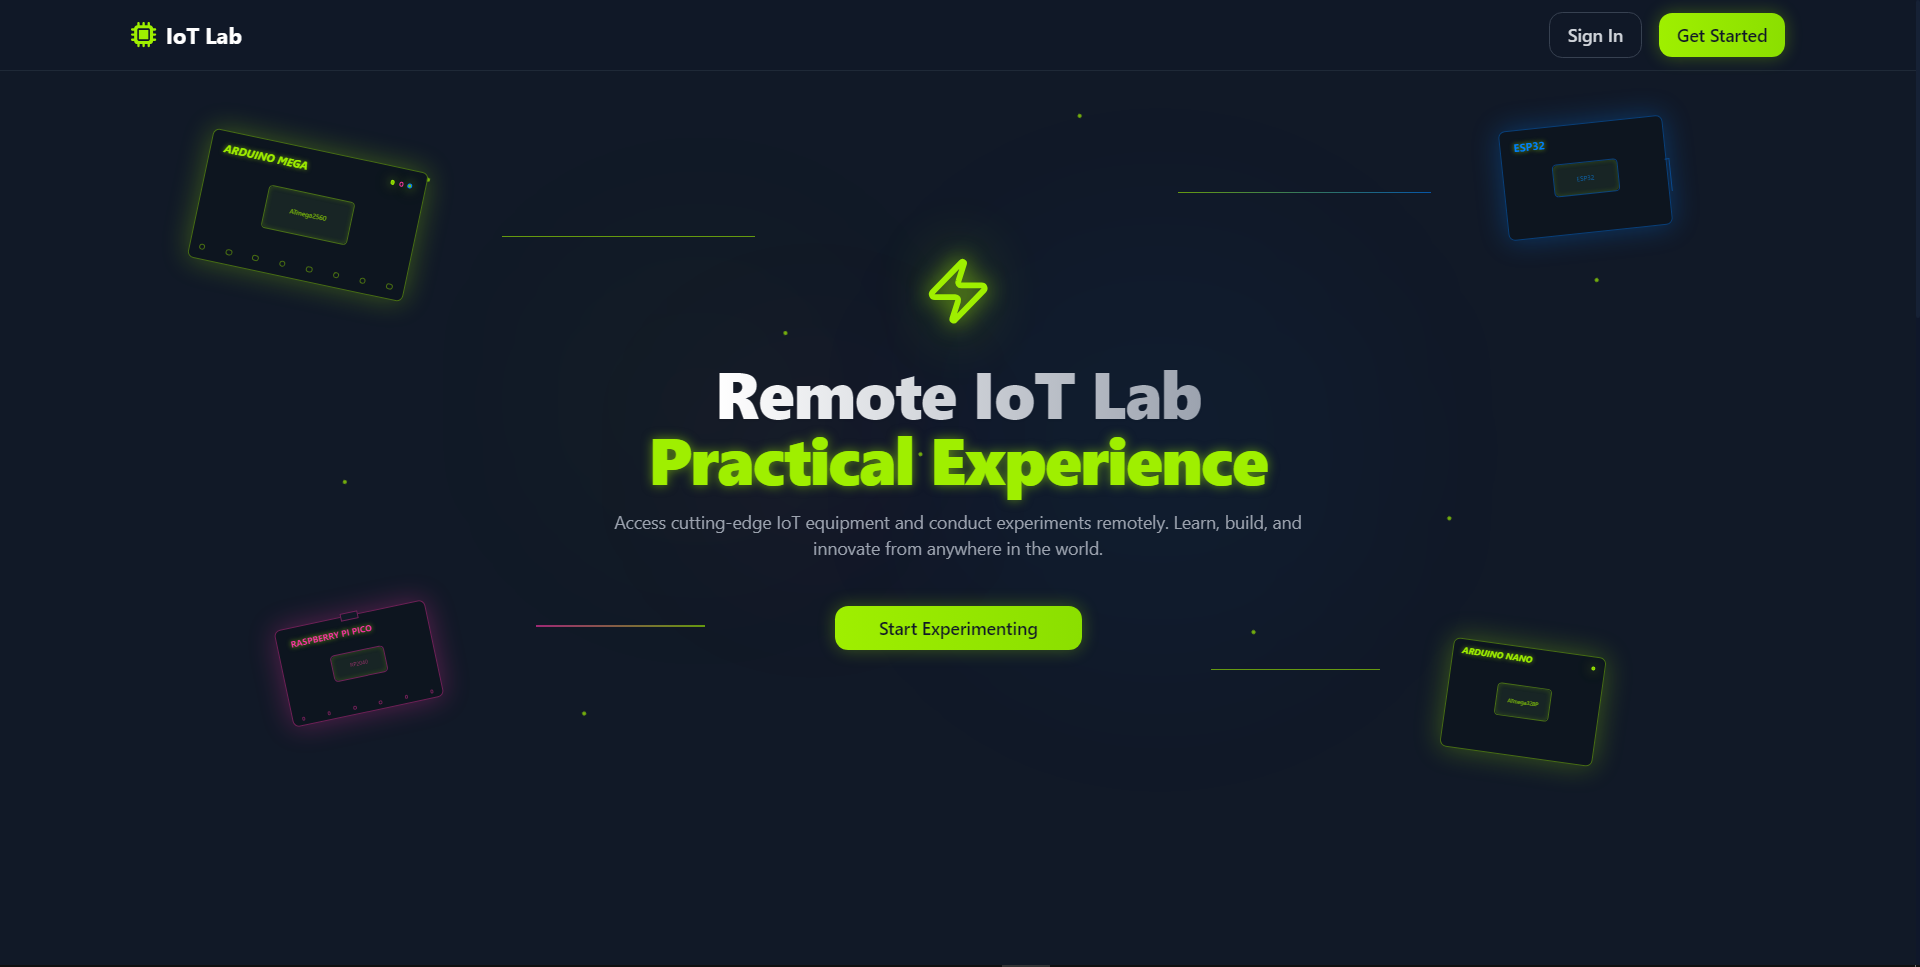 IoT Lab
Sign In
Get Started
ARDUINO MEGA
ATmega2560
ESP32
ESP32
Remote IoT Lab
Practical Experience
Access cutting-edge IoT equipment and conduct experiments remotely. Learn, build, and
innovate from anywhere in the world.
Start Experimenting
RASPBERRY PI PICO
RP2040
ARDUINO NANO
ATmega328P